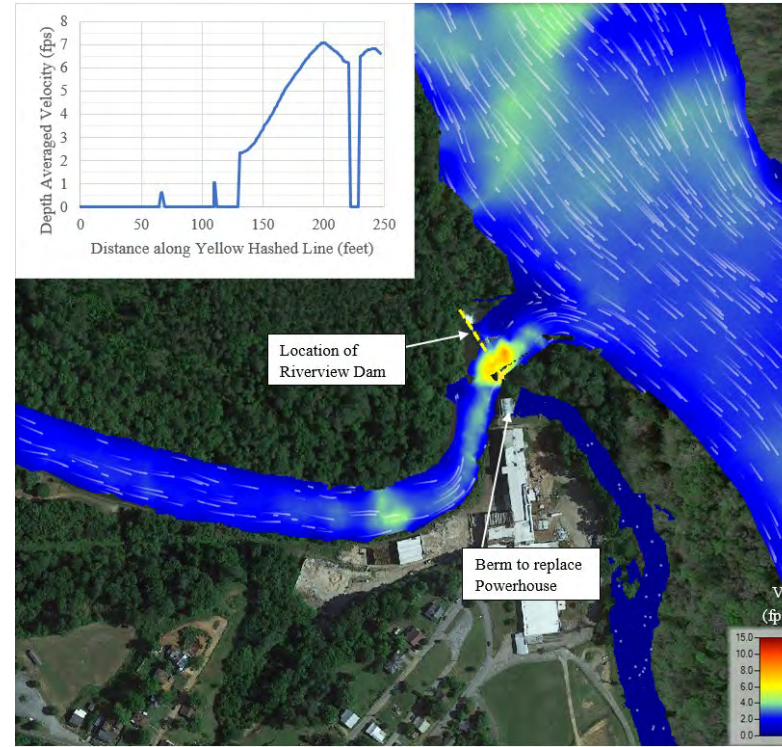 8
7
6
5
4
3
2
1
0
Depth Averaged Velocity (fps)
0
50
100
150
200
250
Distance along Yellow Hashed Line (feet)
Location of
Riverview Dam
Berm to replace
Powerhouse
V
(fp
15.0
8.0
6.0
4.0
2.0
0.0